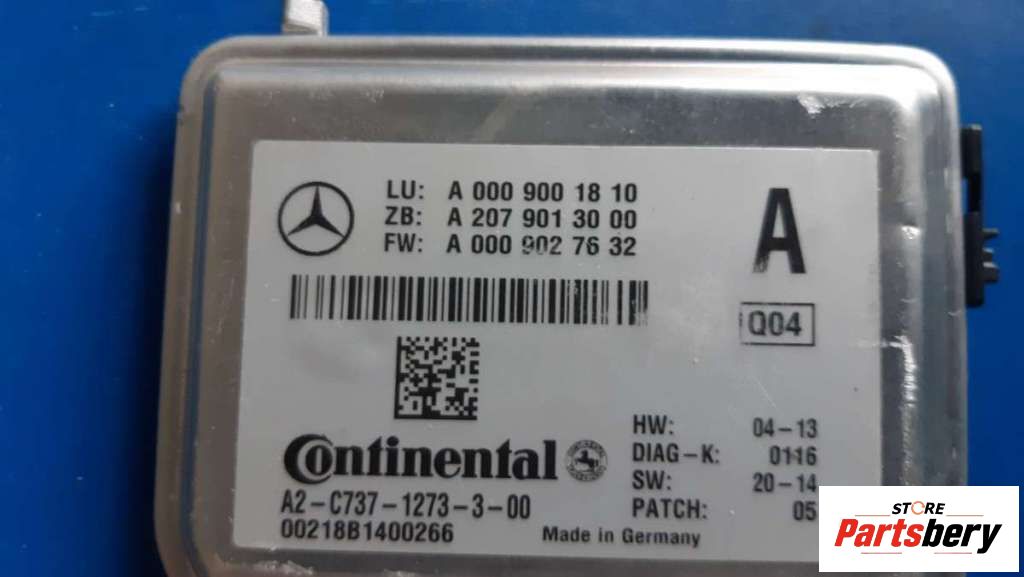 LU: A 000 900 18 10
ZB: A 207 901 30 00
FW: A 000 902 76 32
A
Q04
Continental
A2-C737-1273-3-00
00218B1400266
HW: 04-13
DIAG-K: 0116
SW: 20-14
PATCH: 05
Made in Germany
STORE
Partsbery